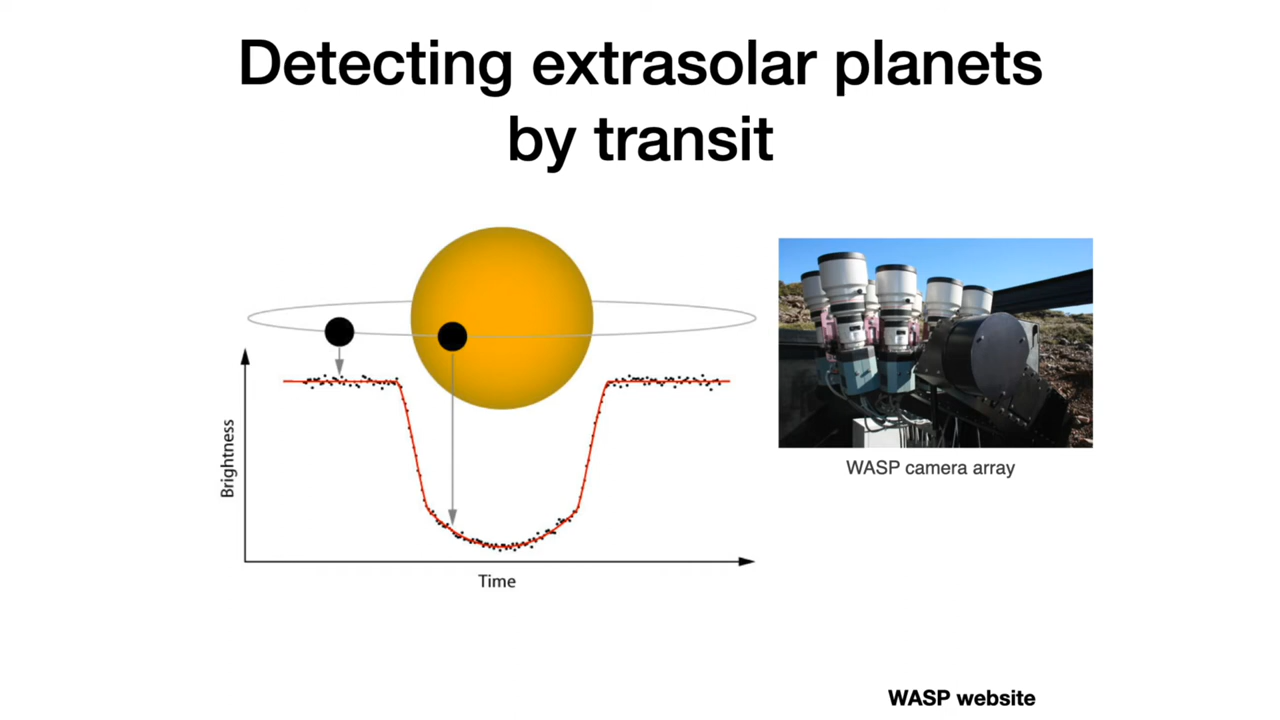 Detecting extrasolar planets
by transit
Brightness
Time
WASP camera array
WASP website